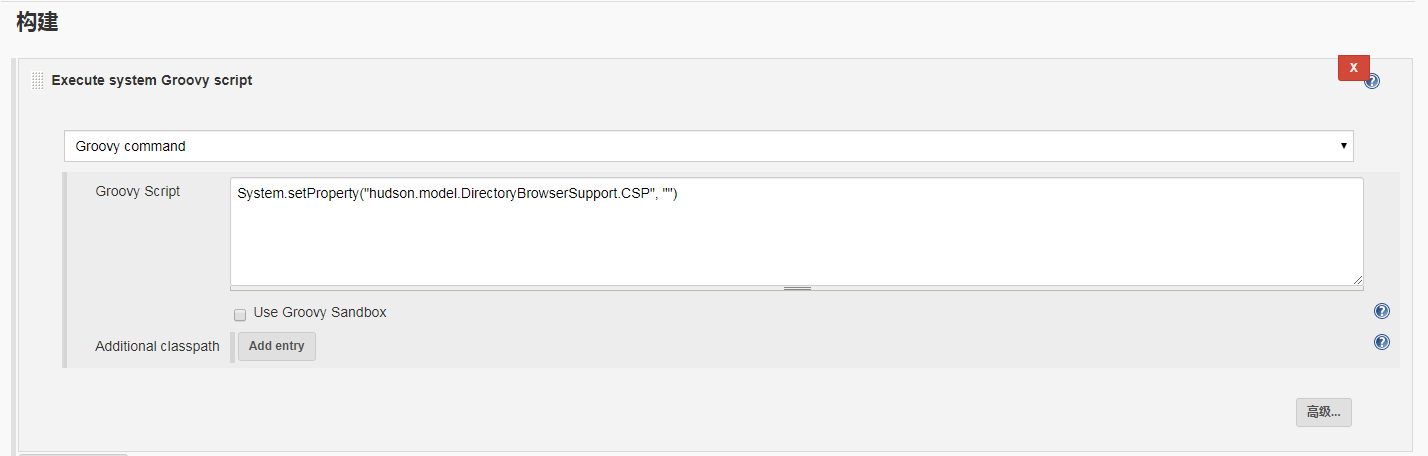 构建
Execute system Groovy script
X
Groovy command
Groovy Script
System.setProperty("hudson.model.DirectoryBrowserSupport.CSP", "")
Use Groovy Sandbox
Additional classpath
Add entry
高级...